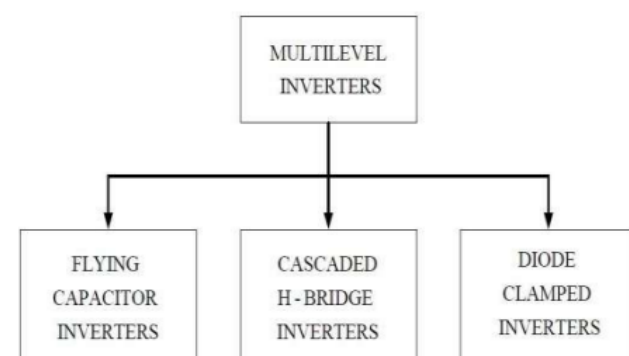 MULTILEVEL
INVERTERS
FLYING
CAPACITOR
INVERTERS
CASCADED
H - BRIDGE
INVERTERS
DIODE
CLAMPED
INVERTERS